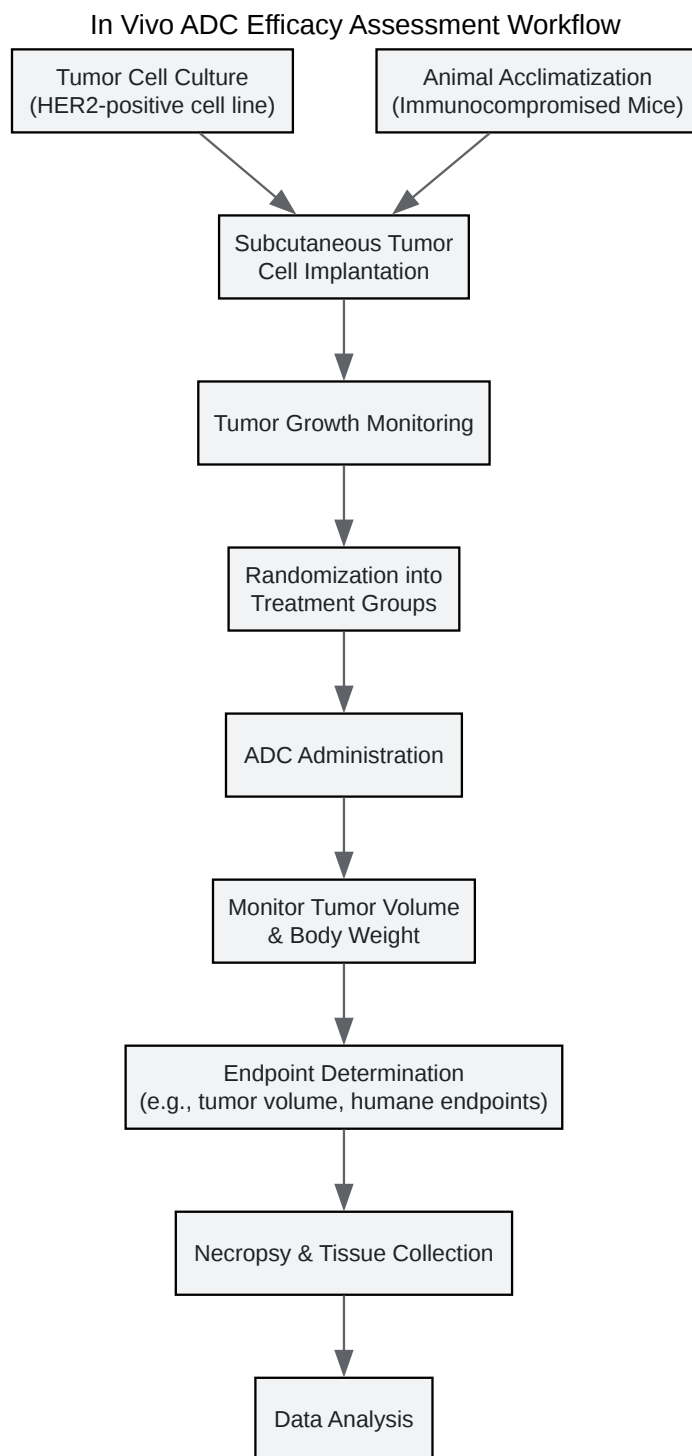 In Vivo ADC Efficacy Assessment Workflow
Tumor Cell Culture
(HER2-positive cell line)
Animal Acclimatization
(Immunocompromised Mice)
Subcutaneous Tumor
Cell Implantation
Tumor Growth Monitoring
Randomization into
Treatment Groups
ADC Administration
Monitor Tumor Volume
& Body Weight
Endpoint Determination
(e.g., tumor volume, humane endpoints)
Necropsy & Tissue Collection
Data Analysis